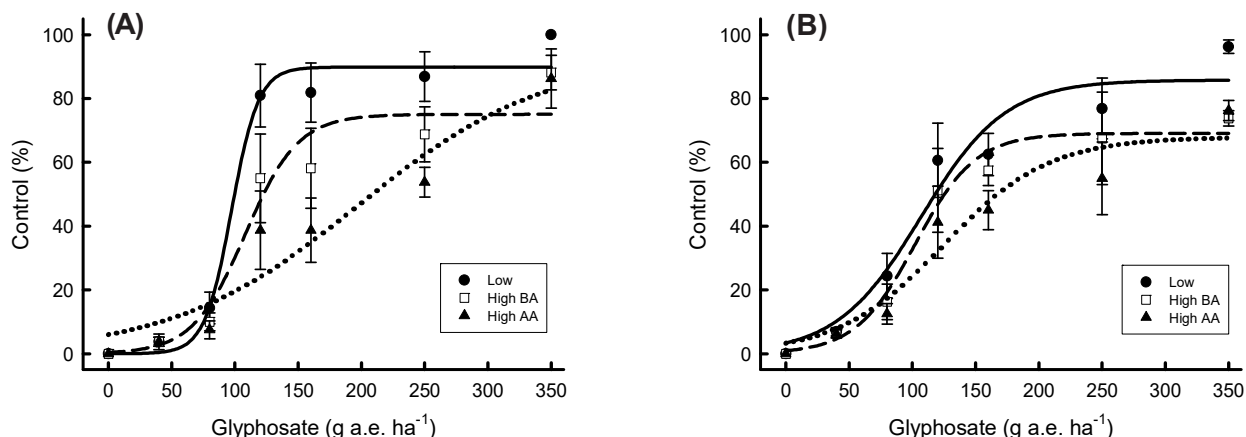 (A)
100
80
60
40
20
0
Control (%)
Low
High BA
High AA
0 50 100 150 200 250 300 350
Glyphosate (g a.e. ha⁻¹)
(B)
100
80
60
40
20
0
Control (%)
Low
High BA
High AA
0 50 100 150 200 250 300 350
Glyphosate (g a.e. ha⁻¹)